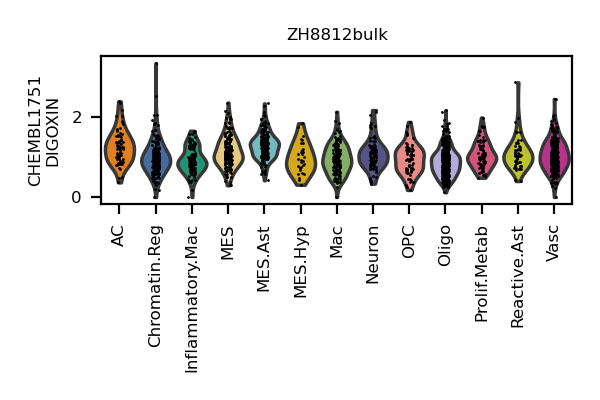 ZH8812bulk
CHEMBL1751
DIGOXIN
2
0
AC
Chromatin.Reg
Inflammatory.Mac
MES
MES.Ast
MES.Hyp
Mac
Neuron
OPC
Oligo
Prolif.Metab
Reactive.Ast
Vasc